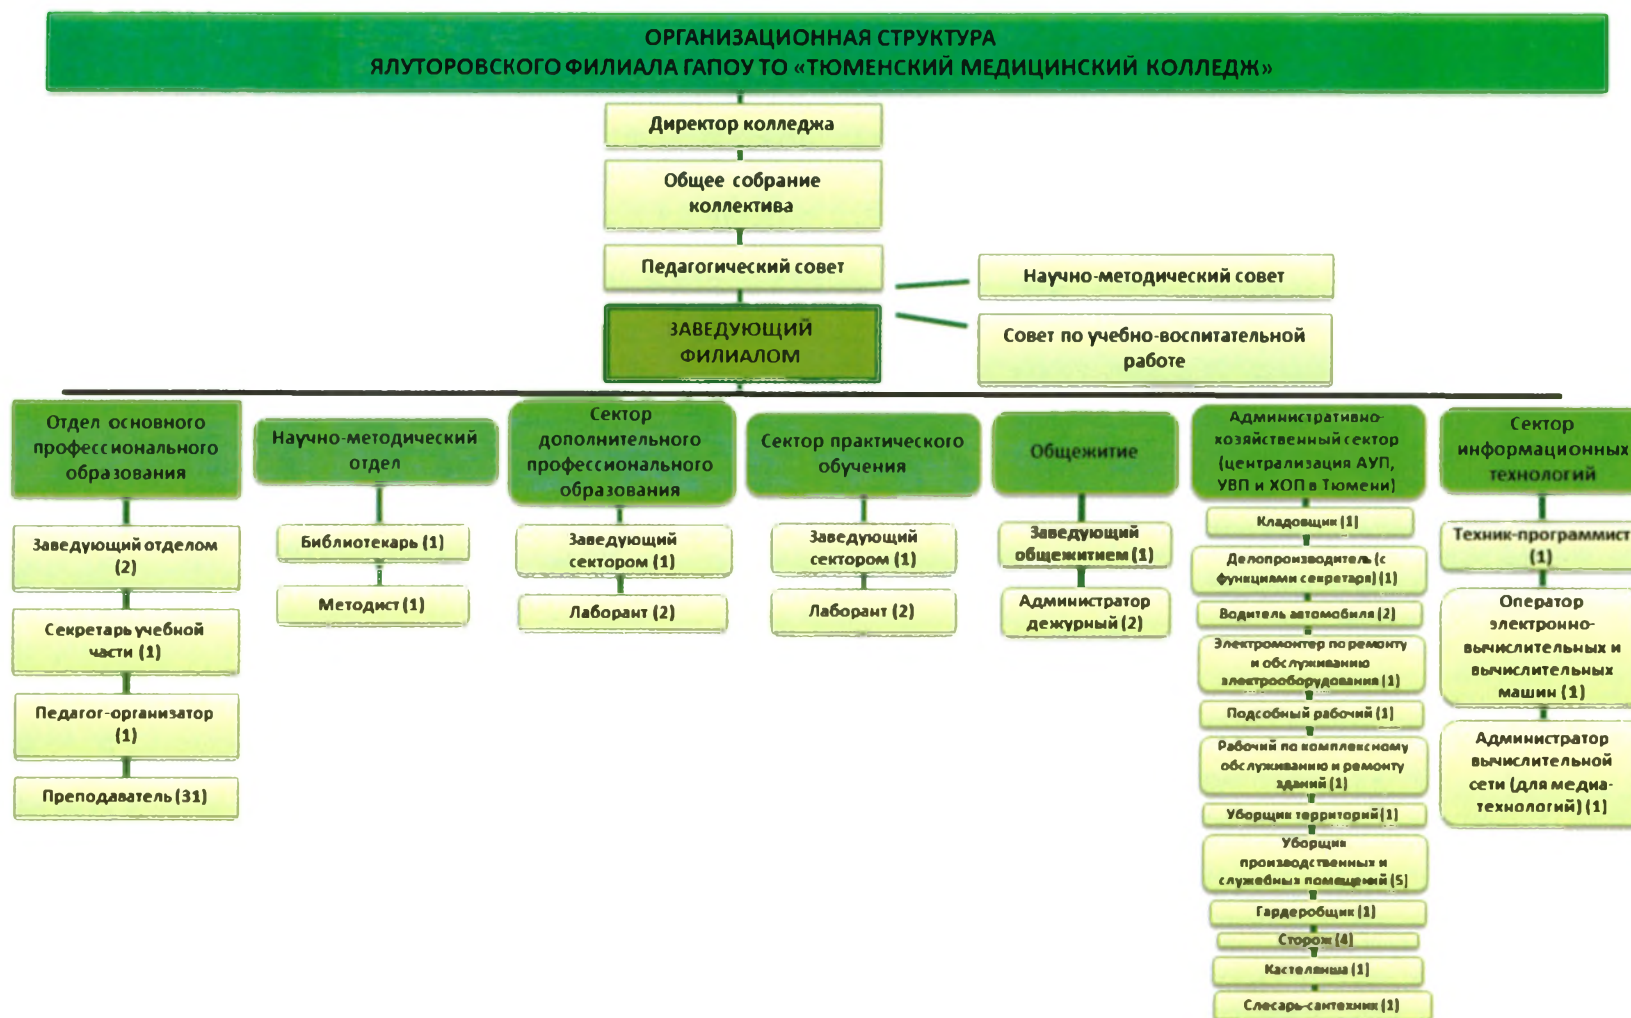 ОРГАНИЗАЦИОННАЯ СТРУКТУРА
ЯЛУТОРОВСКОГО ФИЛИАЛА ГАПОУ ТО «ТЮМЕНСКИЙ МЕДИЦИНСКИЙ КОЛЛЕДЖ»
Директор колледжа
Общее собрание
коллектива
Педагогический совет
Научно-методический совет
ЗАВЕДУЮЩИЙ
ФИЛИАЛОМ
Совет по учебно-воспитательной
работе
Отдел основного
профессионального
образования
Заведующий отделом
(2)
Секретарь учебной
части (1)
Педагог-организатор
(1)
Преподаватель (31)
Научно-методический
отдел
Библиотекарь (1)
Методист (1)
Сектор
дополнительного
профессионального
образования
Заведующий
сектором (1)
Лаборант (2)
Сектор практического
обучения
Заведующий
сектором (1)
Лаборант (2)
Общежитие
Заведующий
общежитием (1)
Администратор
дежурный (2)
Административно-
хозяйственный сектор
(централизация АУП,
УВП и ХОП в Тюмени)
Кладовщик (1)
Делопроизводитель (с
функциями секретаря) (1)
Водитель автомобиля (2)
Электромонтер по ремонту
и обслуживанию
электрооборудования (1)
Подсобный рабочий (1)
Рабочий по комплексному
обслуживанию и ремонту
зданий (1)
Уборщик территорий (1)
Уборщик
производственных и
служебных помещений (5)
Гардеробщик (1)
Сторож (4)
Кастелянша (1)
Слесарь-сантехник (1)
Сектор
информационных
технологий
Техник-программист
(1)
Оператор
электронно-
вычислительных и
вычислительных
машин (1)
Администратор
вычислительной
сети (для медиа-
технологий) (1)